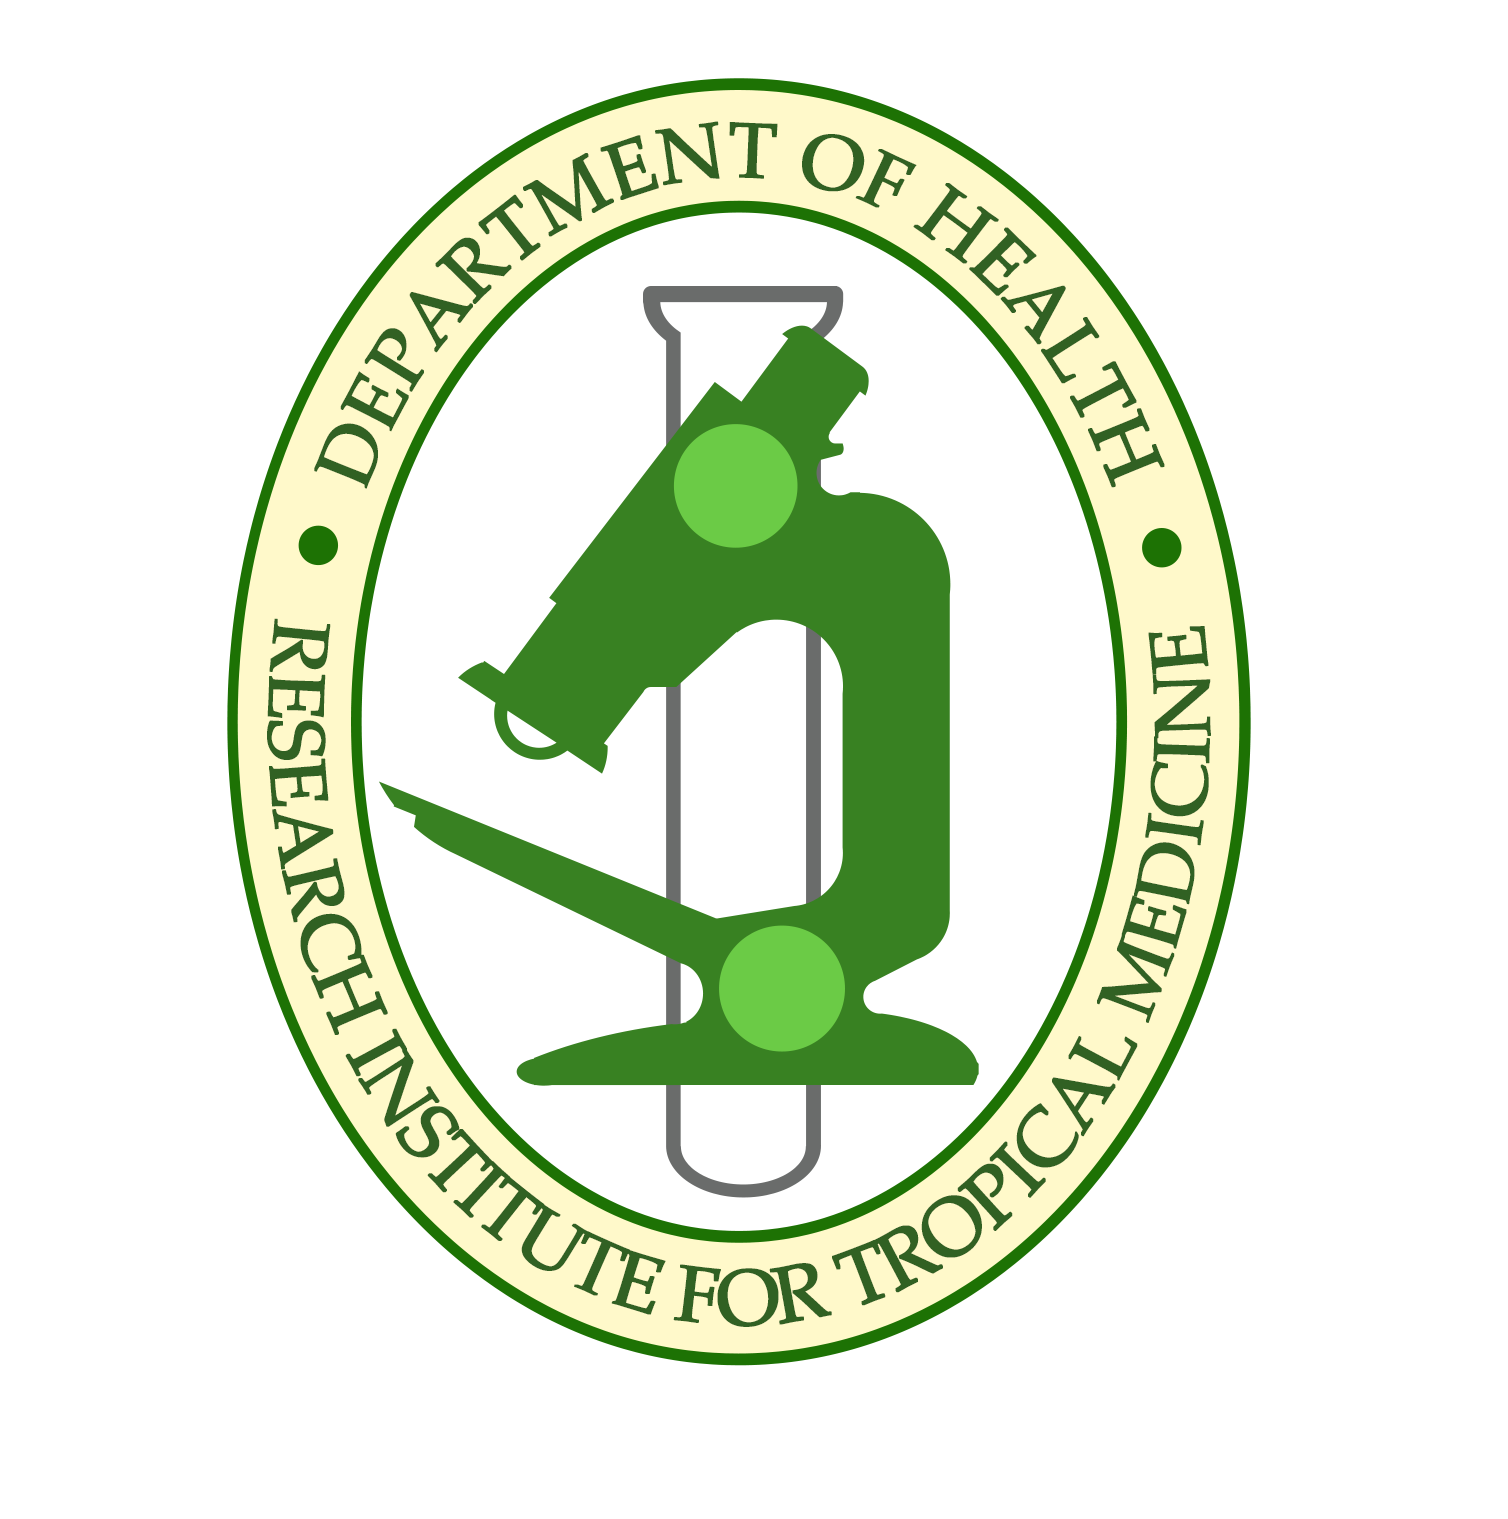 DEPARTMENT OF HEALTH
RESEARCH INSTITUTE FOR TROPICAL MEDICINE